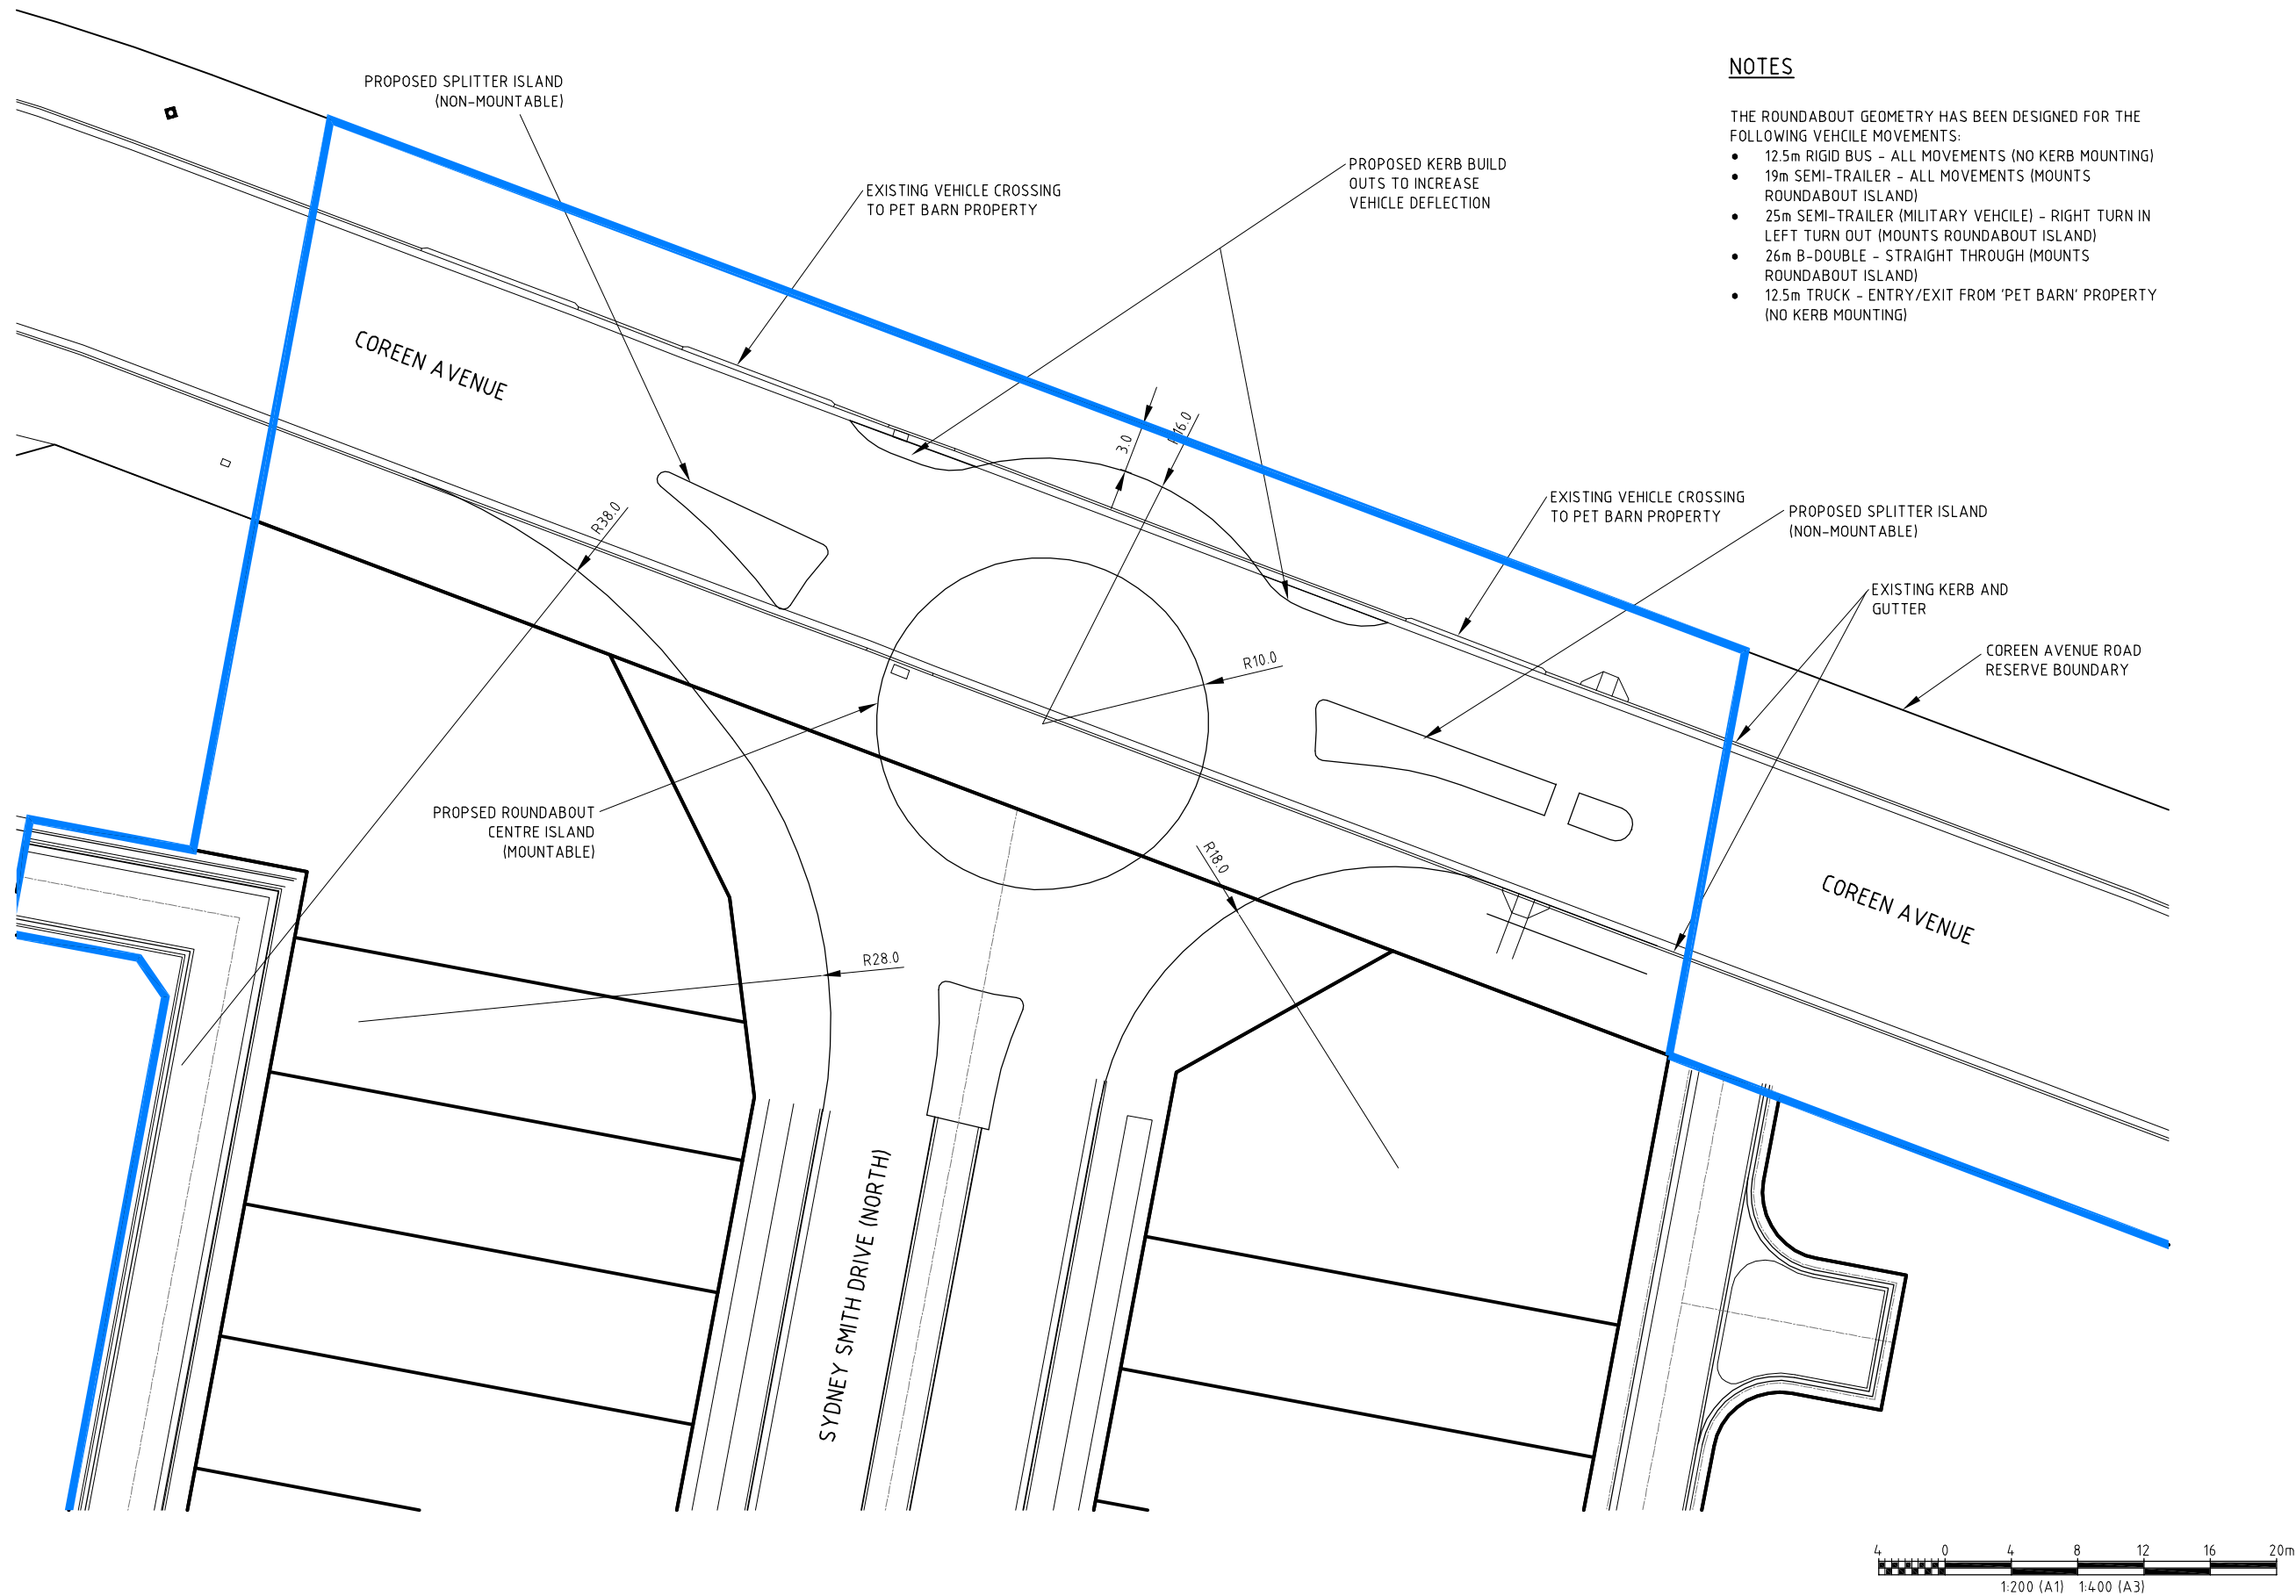 PROPOSED SPLITTER ISLAND
(NON-MOUNTABLE)
EXISTING VEHICLE CROSSING
TO PET BARN PROPERTY
PROPOSED KERB BUILD
OUTS TO INCREASE
VEHICLE DEFLECTION
NOTES
THE ROUNDABOUT GEOMETRY HAS BEEN DESIGNED FOR THE
FOLLOWING VEHCILE MOVEMENTS:
• 12.5m RIGID BUS - ALL MOVEMENTS (NO KERB MOUNTING)
• 19m SEMI-TRAILER - ALL MOVEMENTS (MOUNTS
ROUNDABOUT ISLAND)
• 25m SEMI-TRAILER (MILITARY VEHCILE) - RIGHT TURN IN
LEFT TURN OUT (MOUNTS ROUNDABOUT ISLAND)
• 26m B-DOUBLE - STRAIGHT THROUGH (MOUNTS
ROUNDABOUT ISLAND)
• 12.5m TRUCK - ENTRY/EXIT FROM 'PET BARN' PROPERTY
(NO KERB MOUNTING)
COREEN AVENUE
3.0
R16.0
R38.0
EXISTING VEHICLE CROSSING
TO PET BARN PROPERTY
PROPOSED SPLITTER ISLAND
(NON-MOUNTABLE)
EXISTING KERB AND
GUTTER
COREEN AVENUE ROAD
RESERVE BOUNDARY
R10.0
PROPSED ROUNDABOUT
CENTRE ISLAND
(MOUNTABLE)
R18.0
COREEN AVENUE
R28.0
SYDNEY SMITH DRIVE (NORTH)
4 0 4 8 12 16 20m
1:200 (A1) 1:400 (A3)